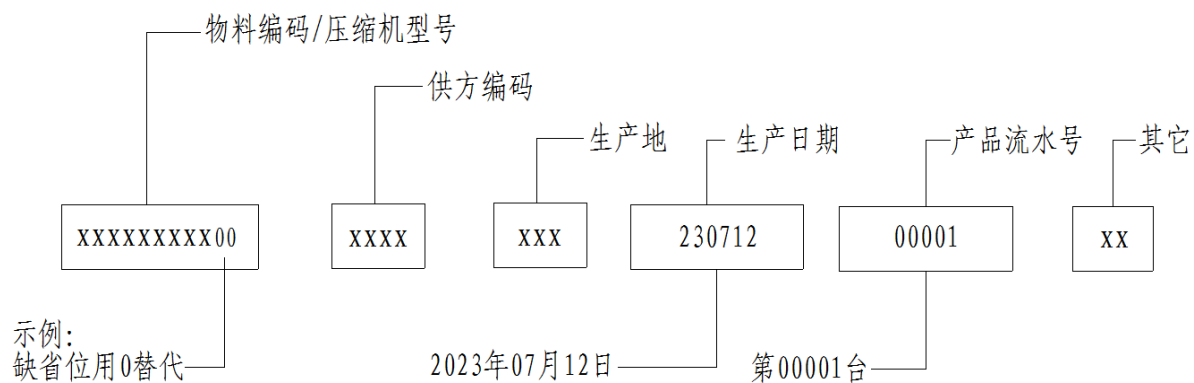 物料编码/压缩机型号
供方编码
生产地
生产日期
产品流水号
其它
XXXXXXXXX00
XXXX
XXX
230712
00001
XX
示例:
缺省位用0替代
2023年07月12日
第00001台